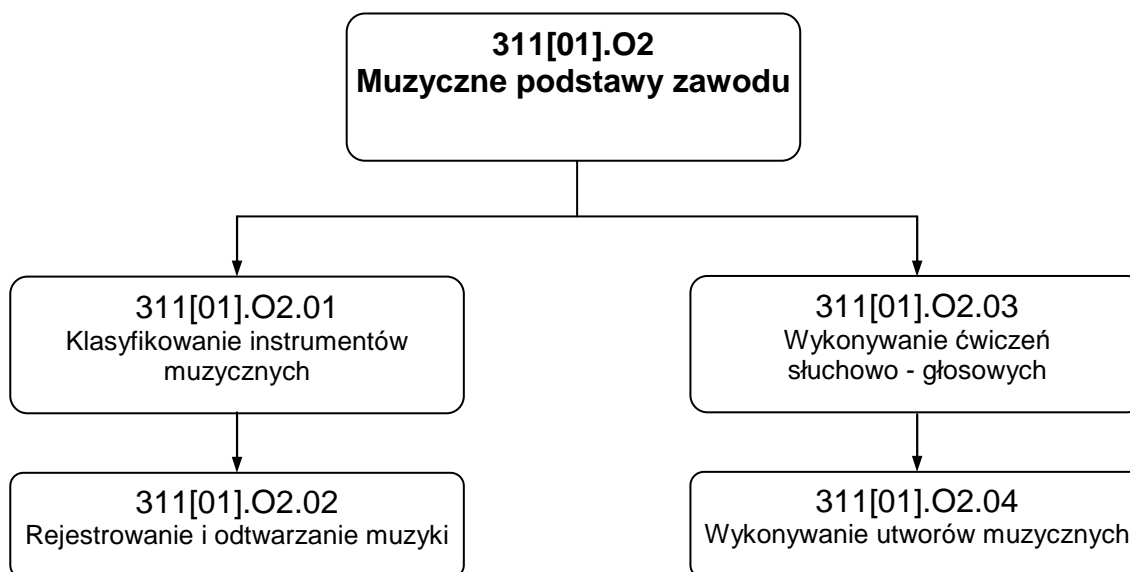 311[01].O2
Muzyczne podstawy zawodu
311[01].O2.01
Klasyfikowanie instrumentów
muzycznych
311[01].O2.03
Wykonywanie ćwiczeń
słuchowo - głosowych
311[01].O2.02
Rejestrowanie i odtwarzanie muzyki
311[01].O2.04
Wykonywanie utworów muzycznych